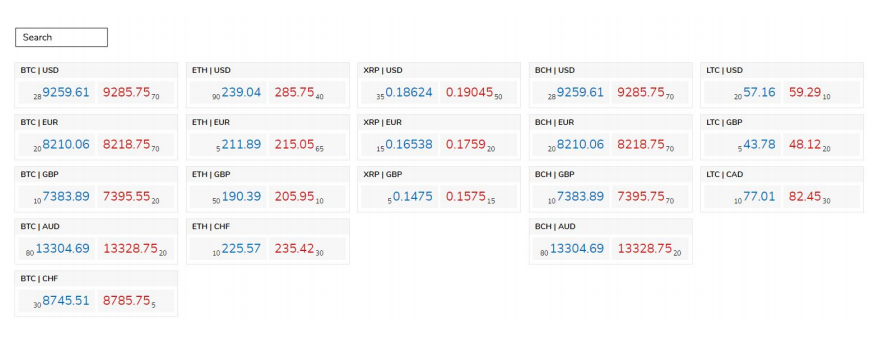 Search
BTC | USD
28 9259.61 9285.75 70
ETH | USD
90 239.04 285.75 40
XRP | USD
35 0.18624 0.19045 50
BCH | USD
28 9259.61 9285.75 70
LTC | USD
20 57.16 59.29 10
BTC | EUR
20 8210.06 8218.75 70
ETH | EUR
5 211.89 215.05 65
XRP | EUR
15 0.16538 0.1759 20
BCH | EUR
20 8210.06 8218.75 70
LTC | GBP
5 43.78 48.12 20
BTC | GBP
10 7383.89 7395.55 20
ETH | GBP
50 190.39 205.95 10
XRP | GBP
5 0.1475 0.1575 15
BCH | GBP
10 7383.89 7395.75 70
LTC | CAD
10 77.01 82.45 30
BTC | AUD
80 13304.69 13328.75 20
ETH | CHF
10 225.57 235.42 30
BCH | AUD
80 13304.69 13328.75 20
BTC | CHF
30 8745.51 8785.75 5